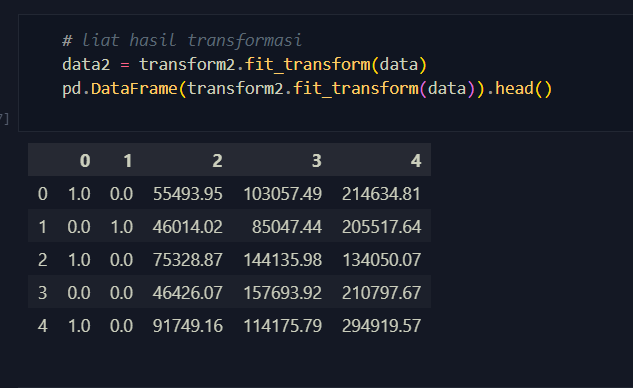 # liat hasil transformasi
data2 = transform2.fit_transform(data)
pd.DataFrame(transform2.fit_transform(data)).head()
7]
0 1 2 3 4
0 1.0 0.0 55493.95 103057.49 214634.81
1 0.0 1.0 46014.02 85047.44 205517.64
2 1.0 0.0 75328.87 144135.98 134050.07
3 0.0 0.0 46426.07 157693.92 210797.67
4 1.0 0.0 91749.16 114175.79 294919.57